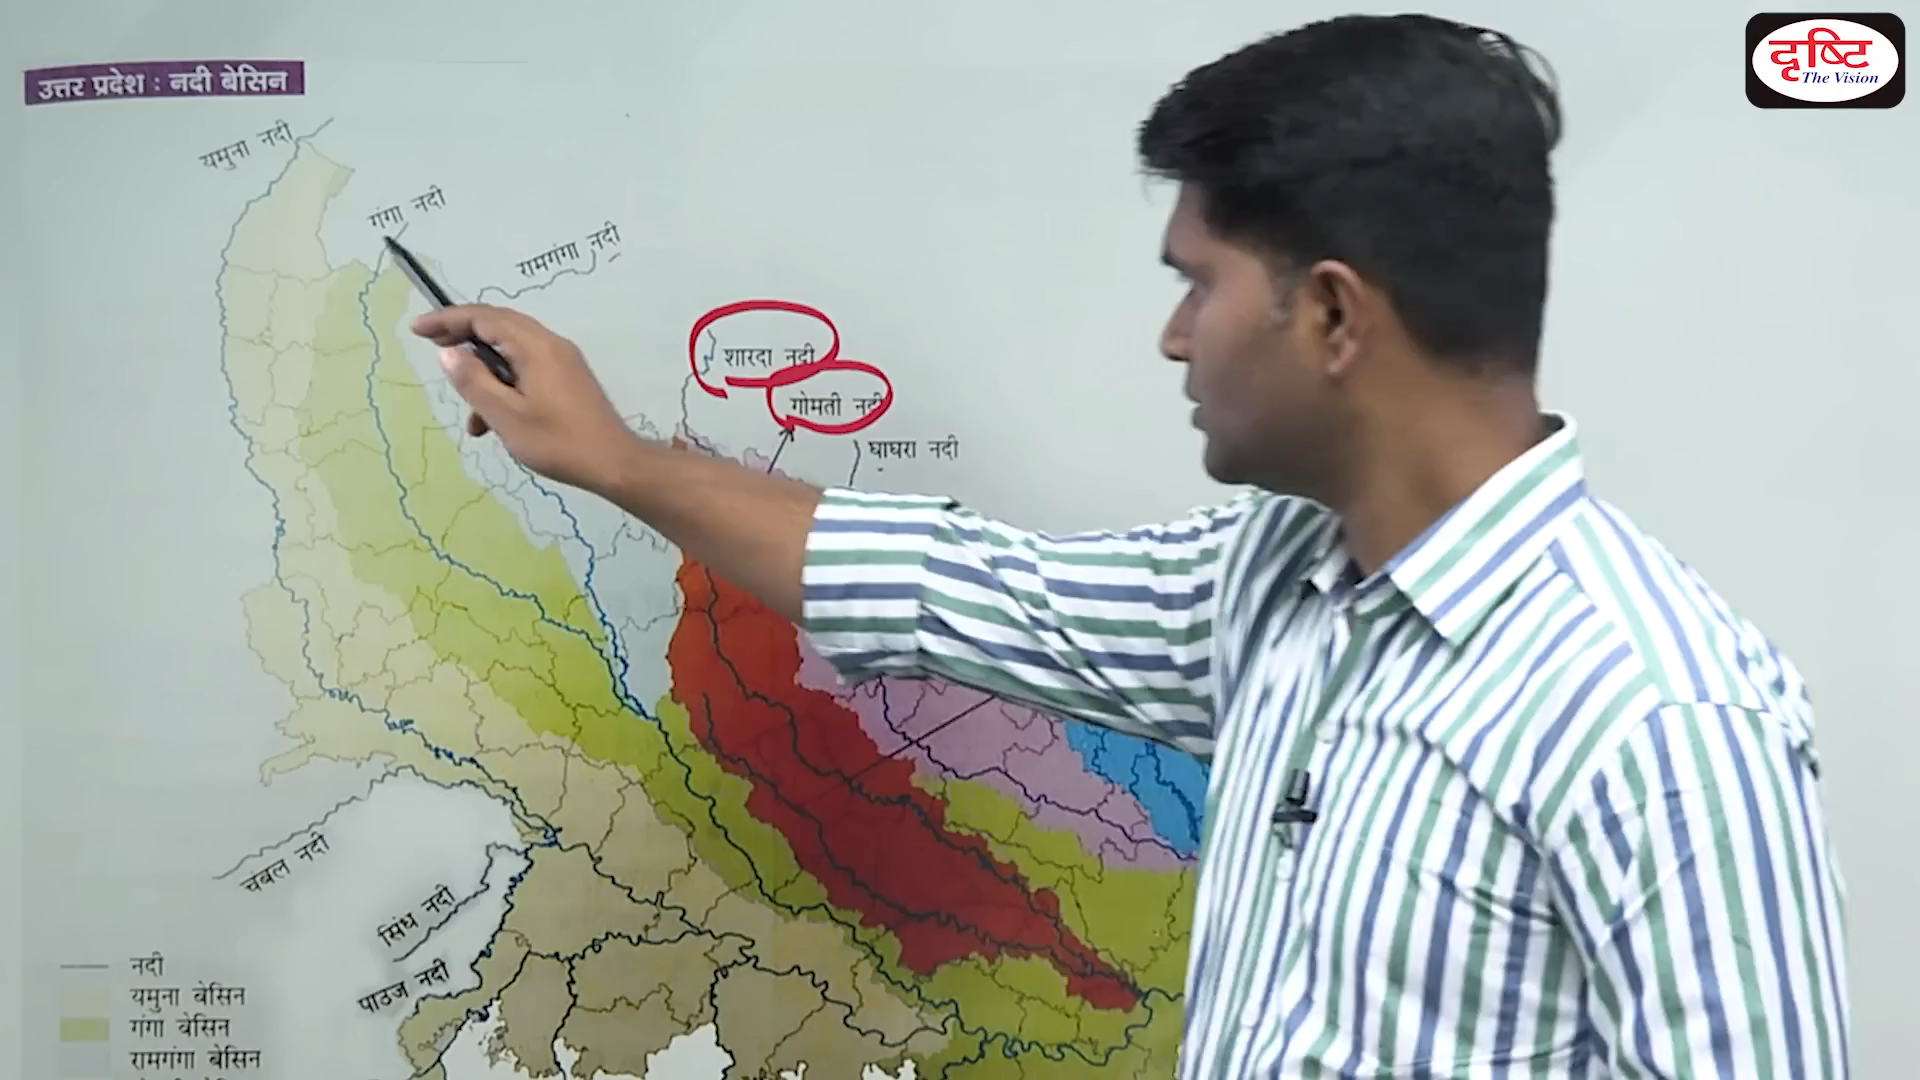 दृष्टि
The Vision
उत्तर प्रदेश : नदी बेसिन
यमुना नदी
गंगा नदी
रामगंगा नदी
शारदा नदी
गोमती नदी
घाघरा नदी
चंबल नदी
सिंध नदी
पाठज नदी
नदी
यमुना बेसिन
गंगा बेसिन
रामगंगा बेसिन